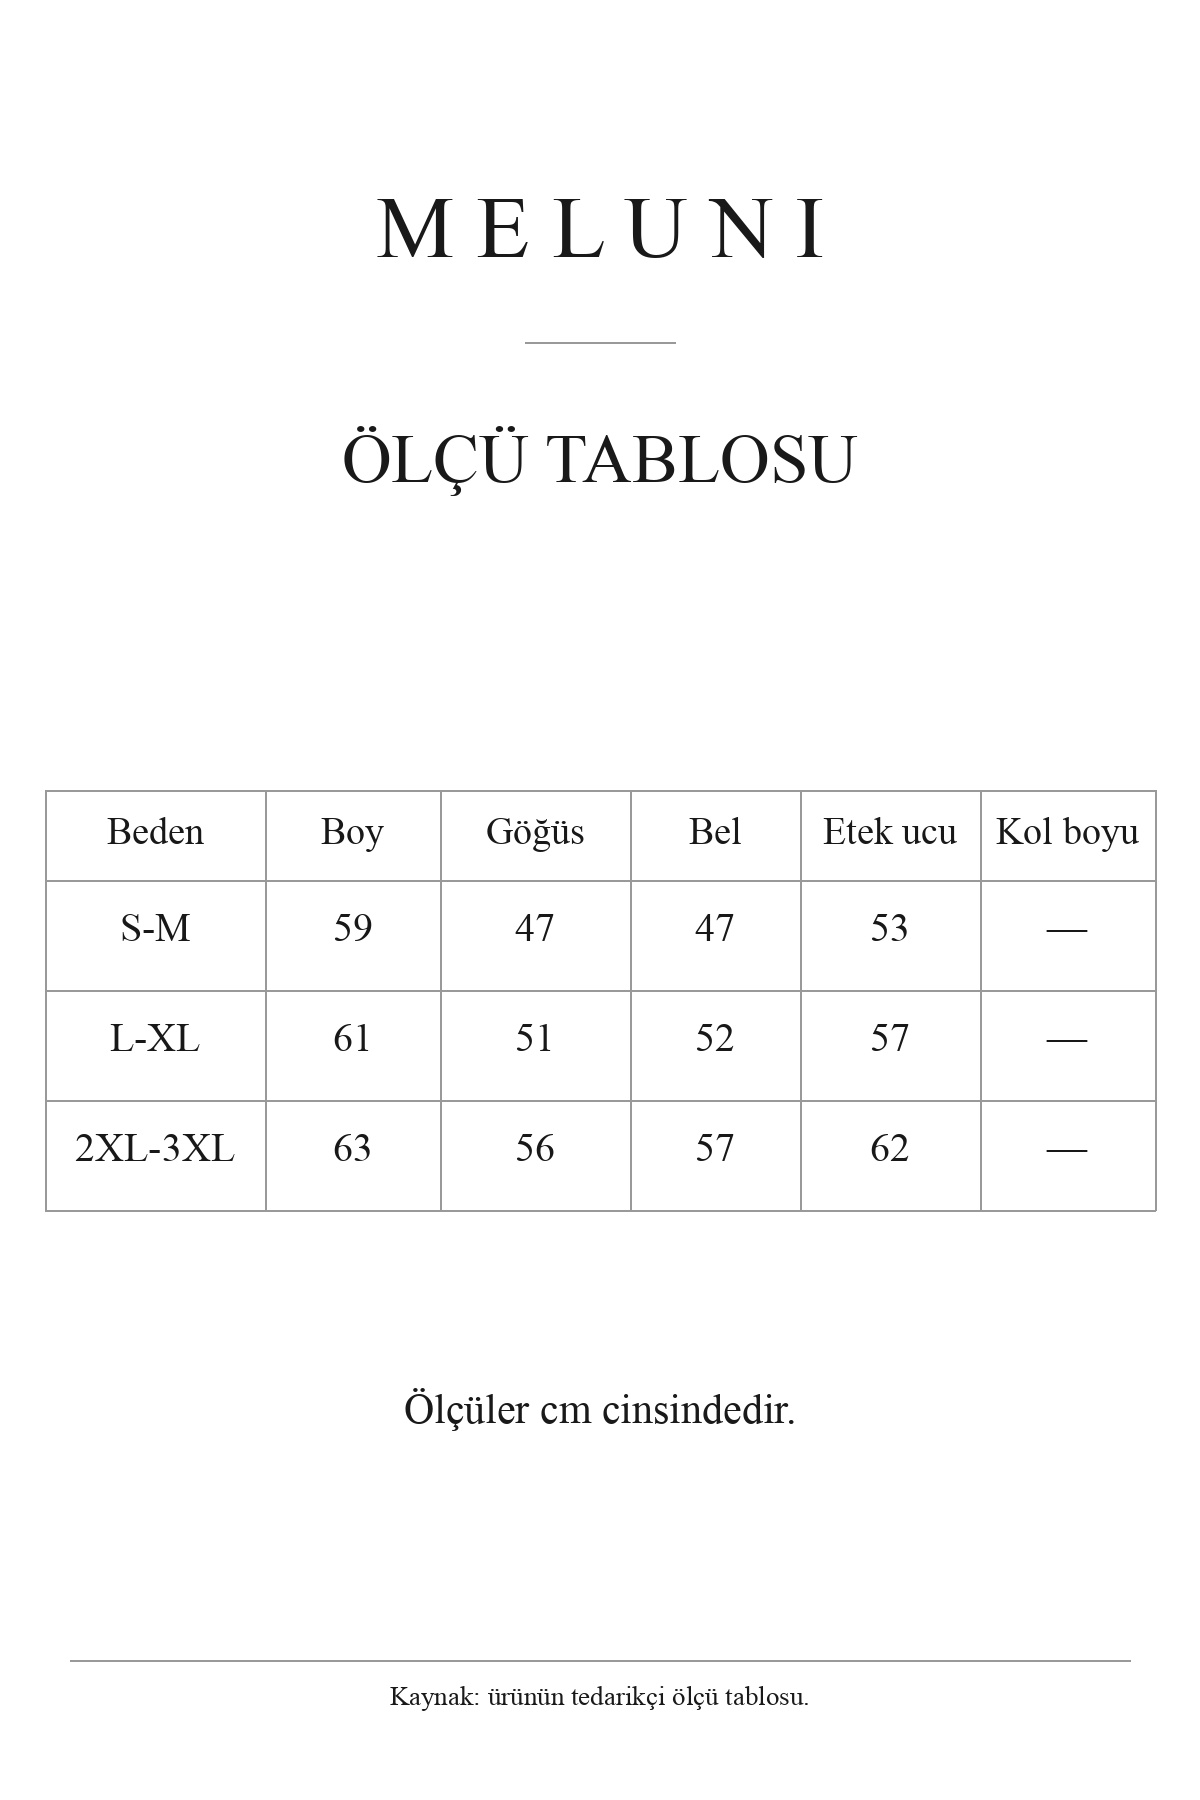 MELUNI
ÖLÇÜ TABLOSU
Beden Boy Göğüs Bel Etek ucu Kol boyu
S-M 59 47 47 53 —
L-XL 61 51 52 57 —
2XL-3XL 63 56 57 62 —
Ölçüler cm cinsindedir.
Kaynak: ürünün tedarikçi ölçü tablosu.